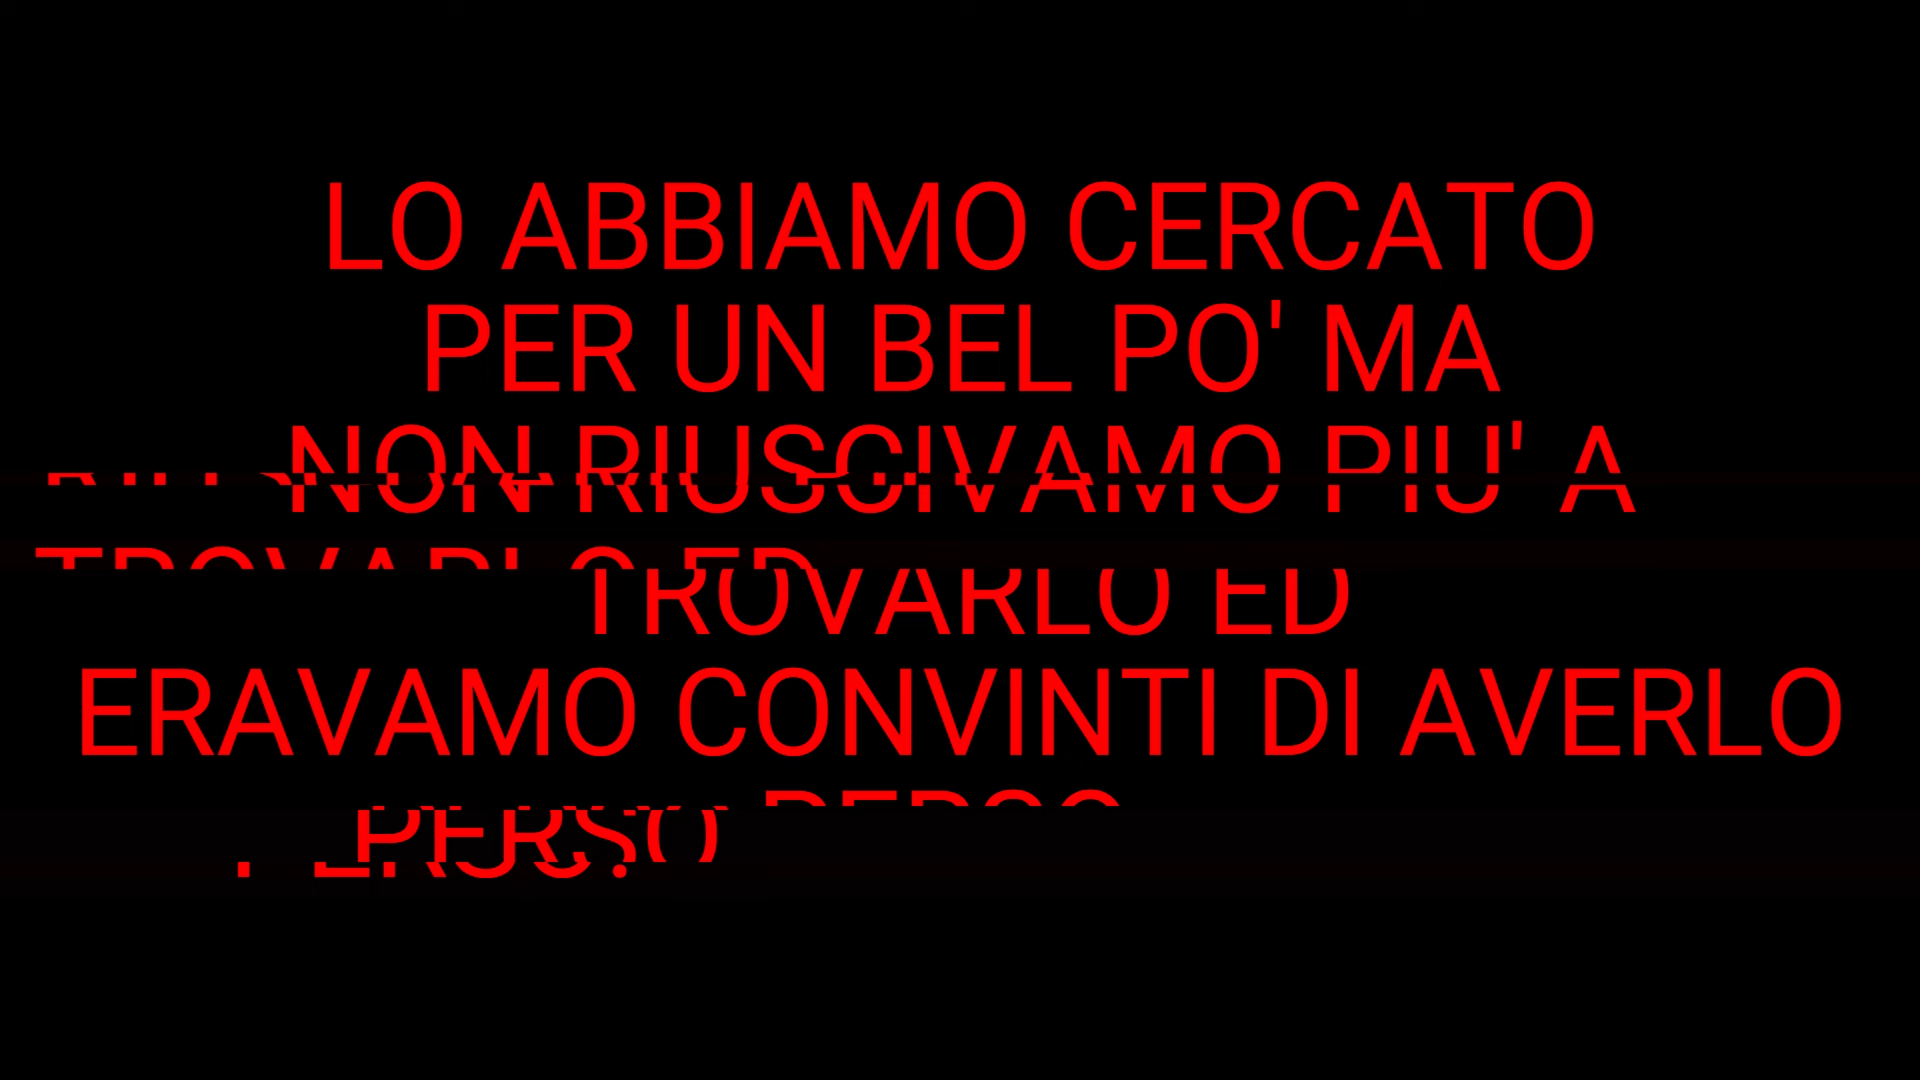 LO ABBIAMO CERCATO
PER UN BEL PO' MA
NON RIUSCIVAMO PIU' A
TROVARLO ED
ERAVAMO CONVINTI DI AVERLO
PERSO